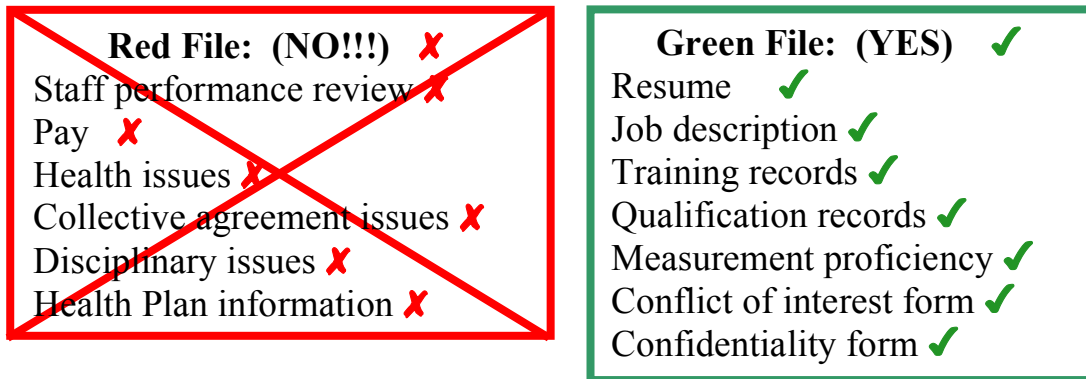 Red File: (NO!!!) ✗
Staff performance review ✗
Pay ✗
Health issues ✗
Collective agreement issues ✗
Disciplinary issues ✗
Health Plan information ✗
Green File: (YES) ✓
Resume ✓
Job description ✓
Training records ✓
Qualification records ✓
Measurement proficiency ✓
Conflict of interest form ✓
Confidentiality form ✓